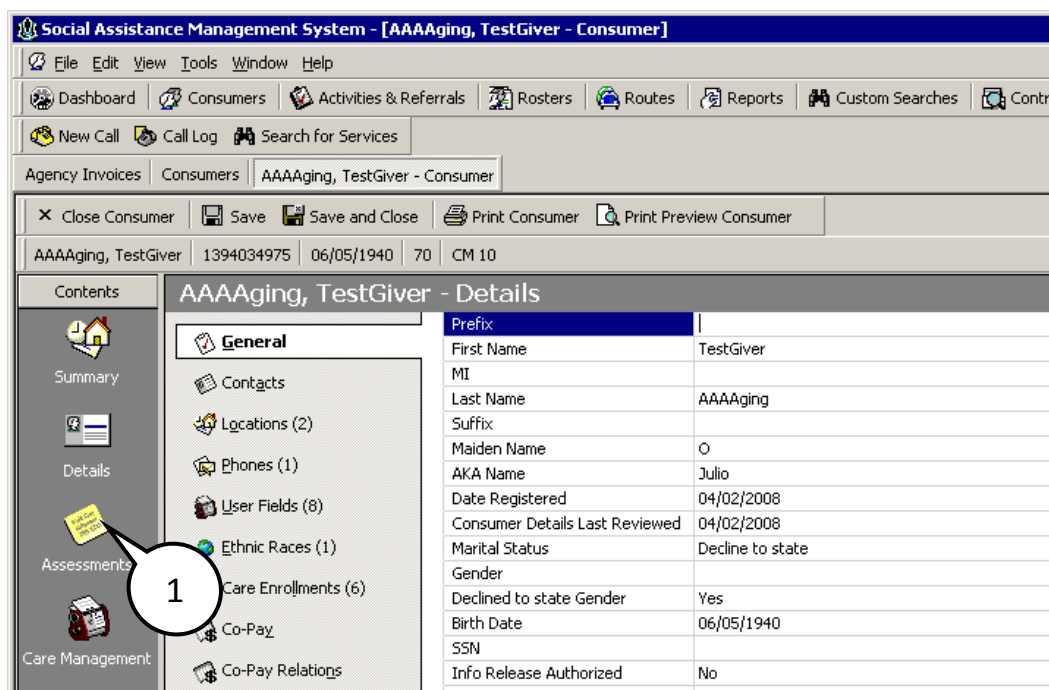 Social Assistance Management System - [AAAAging, TestGiver - Consumer]
File Edit View Tools Window Help
Dashboard Consumers Activities & Referrals Rosters Routes Reports Custom Searches Contr
New Call Call Log Search for Services
Agency Invoices Consumers AAAAging, TestGiver - Consumer
Close Consumer Save Save and Close Print Consumer Print Preview Consumer
AAAAging, TestGiver 1394034975 06/05/1940 70 CM 10
Contents
Summary
Details
Assessments
1
Care Management
AAAAging, TestGiver - Details
General
Contacts
Locations (2)
Phones (1)
User Fields (8)
Ethnic Races (1)
Care Enrollments (6)
Co-Pay
Co-Pay Relations
Prefix
First Name TestGiver
MI
Last Name AAAAging
Suffix
Maiden Name O
AKA Name Julio
Date Registered 04/02/2008
Consumer Details Last Reviewed 04/02/2008
Marital Status Decline to state
Gender
Declined to state Gender Yes
Birth Date 06/05/1940
SSN
Info Release Authorized No